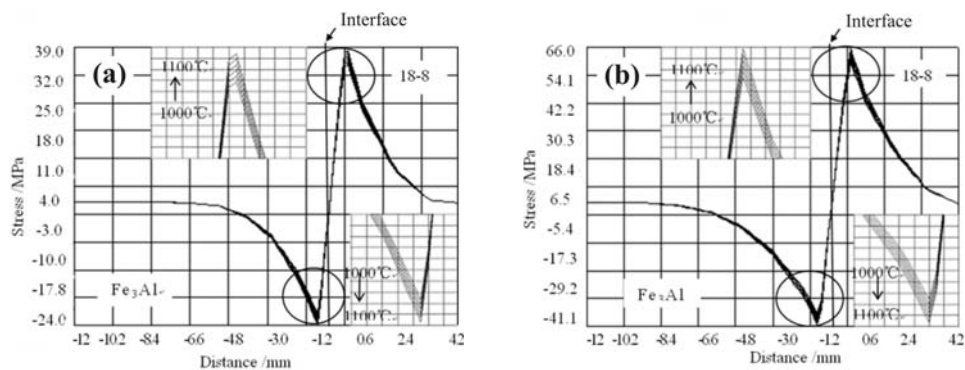 Interface
39.0
32.0
25.0
18.0
11.0
4.0
-3.0
-10.0
-17.8
-24.0
Stress /MPa
(a)
1100℃
1000℃
18-8
1000℃
1100℃
Fe₃Al
-12 -102 -84 -66 -48 -30 -12 06 2.4 42
Distance /mm
Interface
66.0
54.1
42.2
30.3
18.4
6.5
-5.4
-17.3
-29.2
-41.1
Stress /MPa
(b)
1100℃
1000℃
18-8
1000℃
1100℃
Fe₃Al
-12 -102 -84 -66 -48 -30 -12 06 2.4 42
Distance /mm